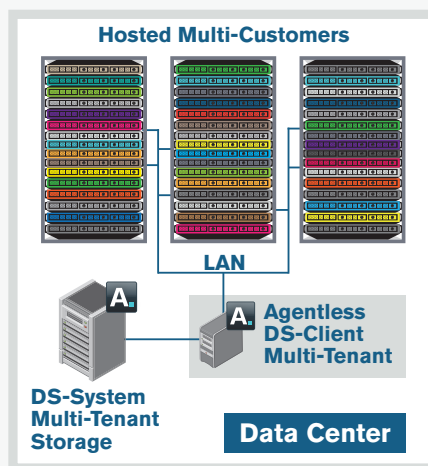 Hosted Multi-Customers
LAN
A.
A.
Agentless
DS-Client
Multi-Tenant
DS-System
Multi-Tenant
Storage
Data Center